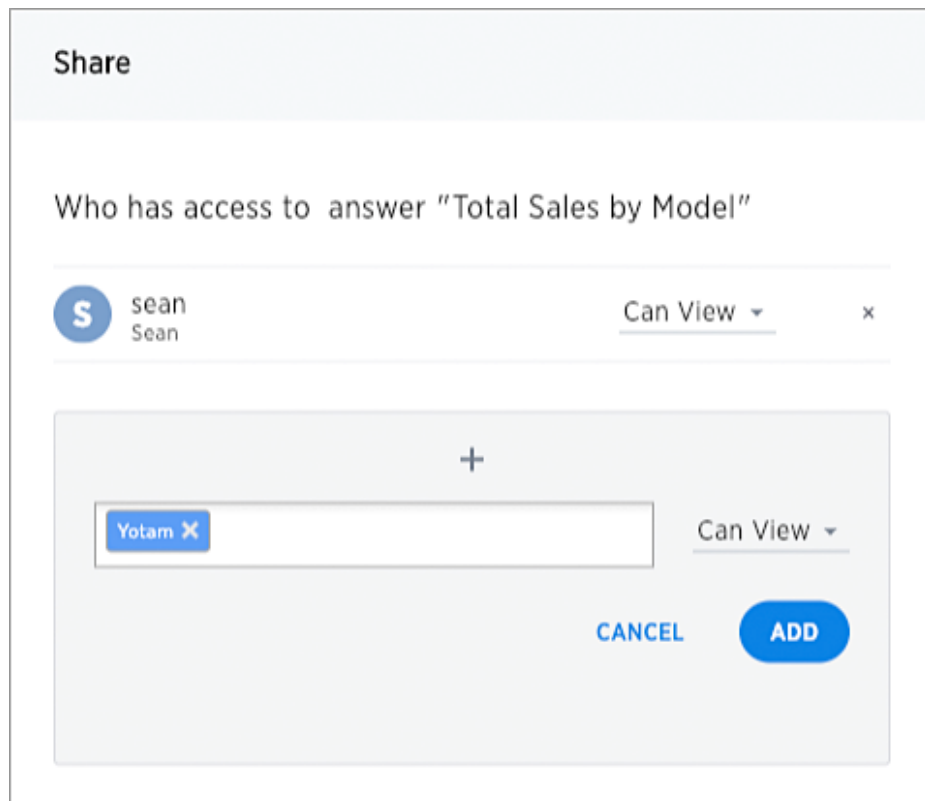 Share
Who has access to answer "Total Sales by Model"
S
sean
Can View
×
Sean
+
Yotam ×
Can View
CANCEL
ADD